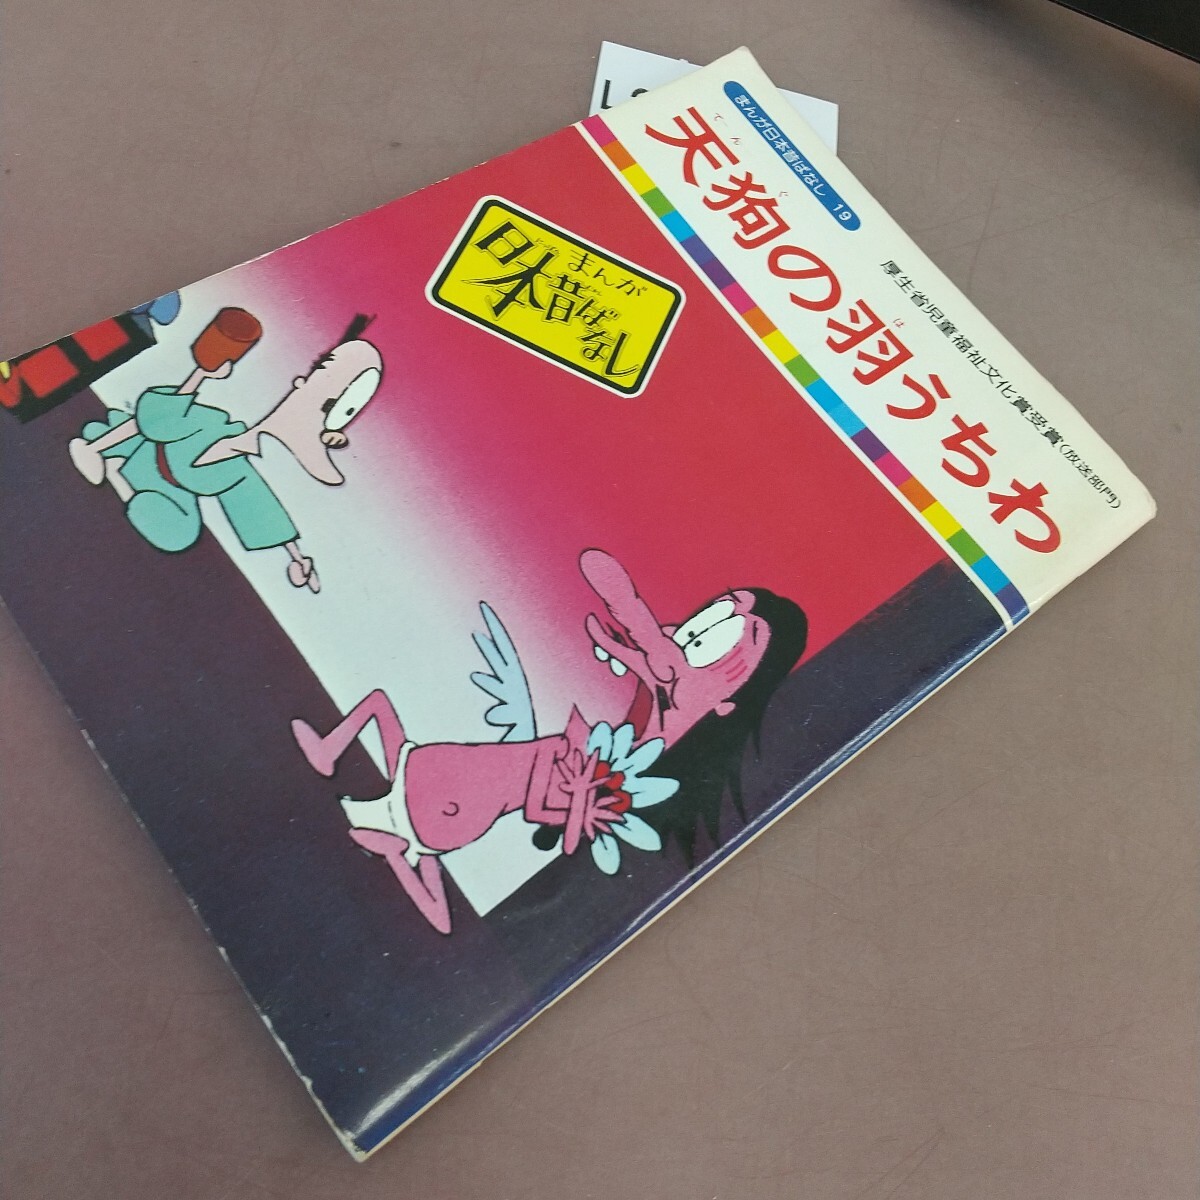 まんが日本昔ばなし 19
てんぐ は
天狗の羽うちわ
厚生省児童福祉文化賞受賞(放送部門)
まんが
日本昔ばなし